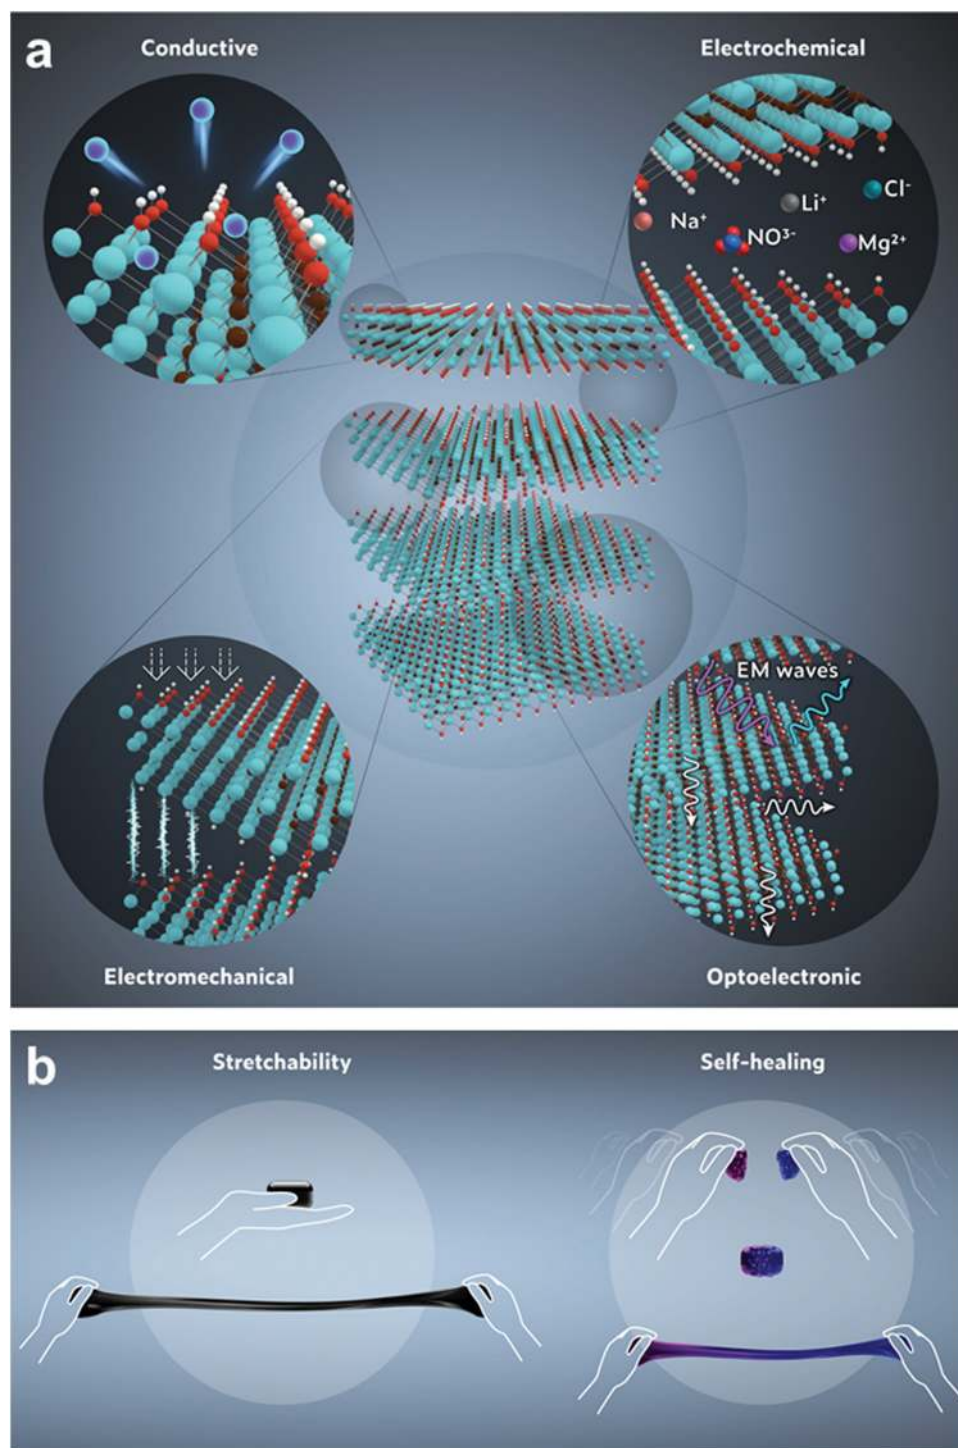 a
Conductive
Electrochemical
Li⁺
Cl⁻
Na⁺
NO³⁻
Mg²⁺
EM waves
Electromechanical
Optoelectronic
b
Stretchability
Self-healing